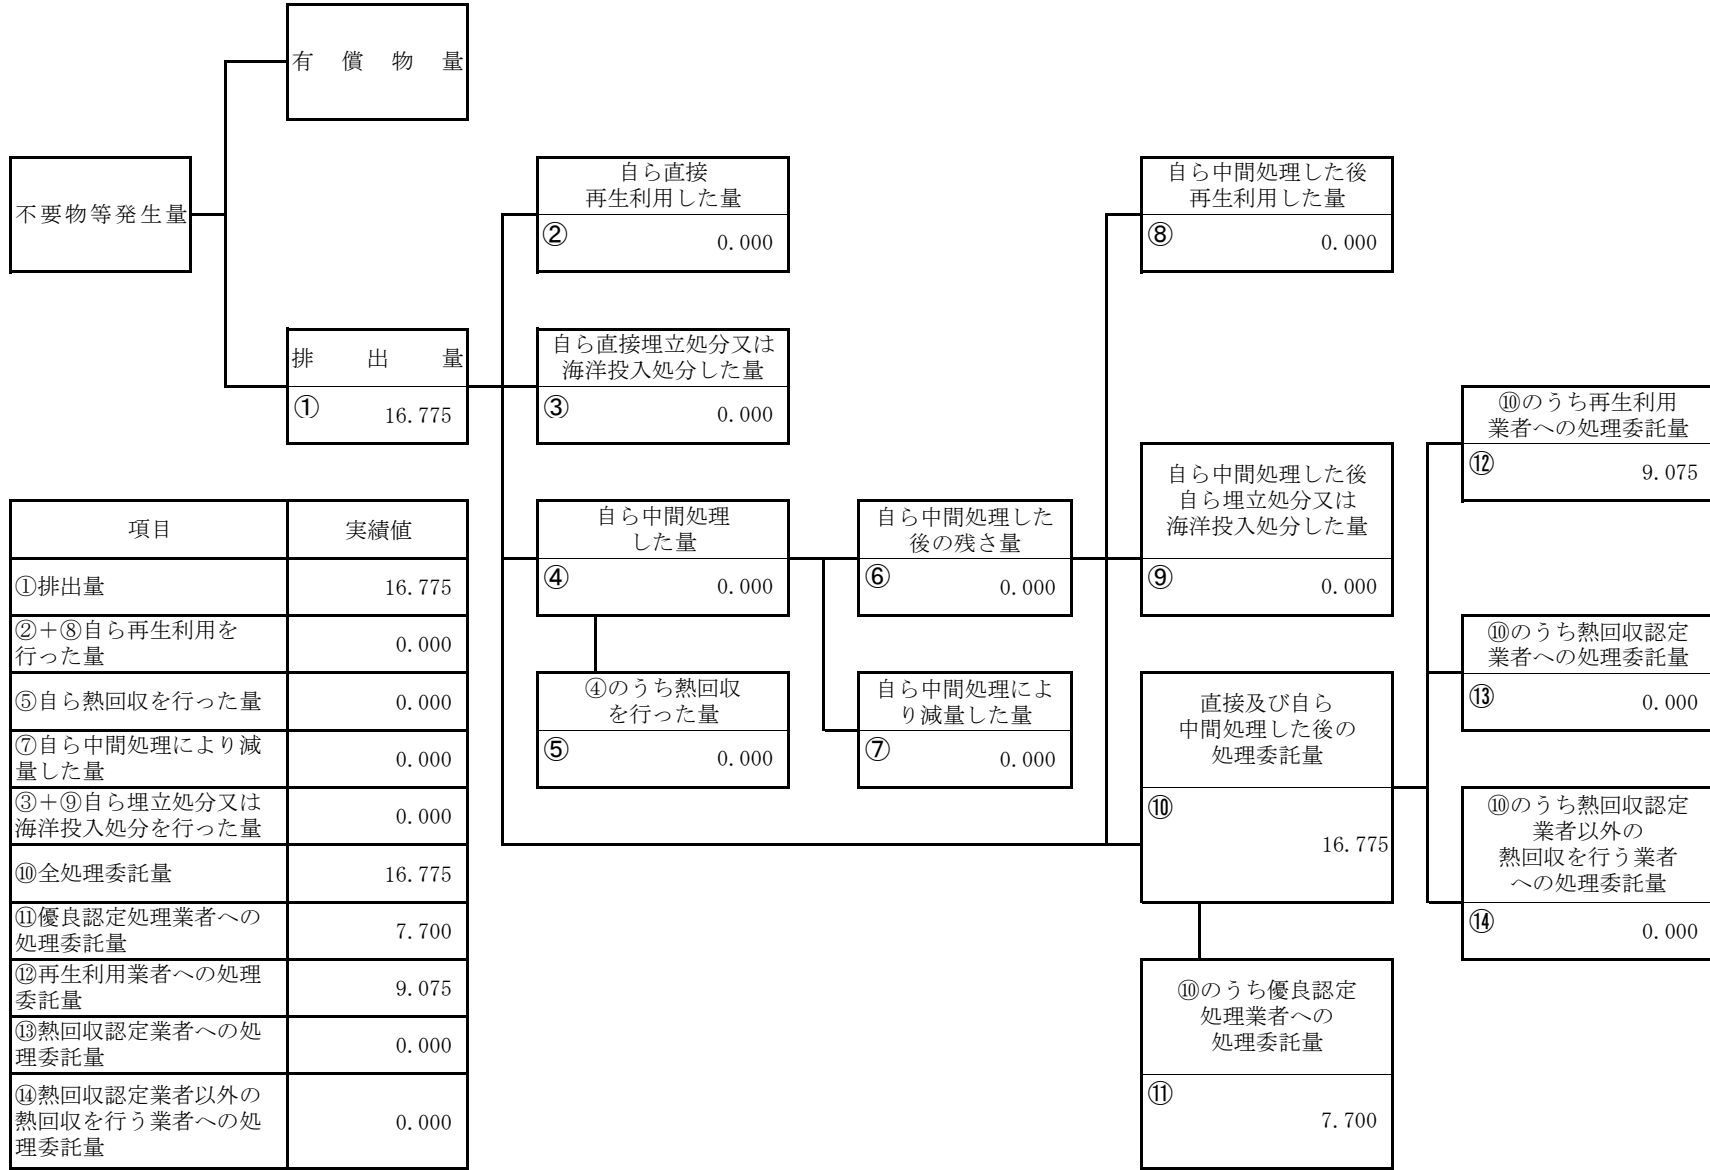 有償物量
不要物等発生量
排出量
① 16.775
自ら直接
再生利用した量
② 0.000
自ら直接埋立処分又は
海洋投入処分した量
③ 0.000
自ら中間処理
した量
④ 0.000
④のうち熱回収
を行った量
⑤ 0.000
自ら中間処理した
後の残さ量
⑥ 0.000
自ら中間処理によ
り減量した量
⑦ 0.000
自ら中間処理した後
再生利用した量
⑧ 0.000
自ら中間処理した後
自ら埋立処分又は
海洋投入処分した量
⑨ 0.000
直接及び自ら
中間処理した後の
処理委託量
⑩
16.775
⑩のうち優良認定
処理業者への
処理委託量
⑪
7.700
⑩のうち再生利用
業者への処理委託量
⑫ 9.075
⑩のうち熱回収認定
業者への処理委託量
⑬ 0.000
⑩のうち熱回収認定
業者以外の
熱回収を行う業者
への処理委託量
⑭ 0.000
項目 実績値
①排出量 16.775
②＋⑧自ら再生利用を
行った量 0.000
⑤自ら熱回収を行った量 0.000
⑦自ら中間処理により減
量した量 0.000
③＋⑨自ら埋立処分又は
海洋投入処分を行った量 0.000
⑩全処理委託量 16.775
⑪優良認定処理業者への
処理委託量 7.700
⑫再生利用業者への処理
委託量 9.075
⑬熱回収認定業者への処
理委託量 0.000
⑭熱回収認定業者以外の
熱回収を行う業者への処
理委託量 0.000